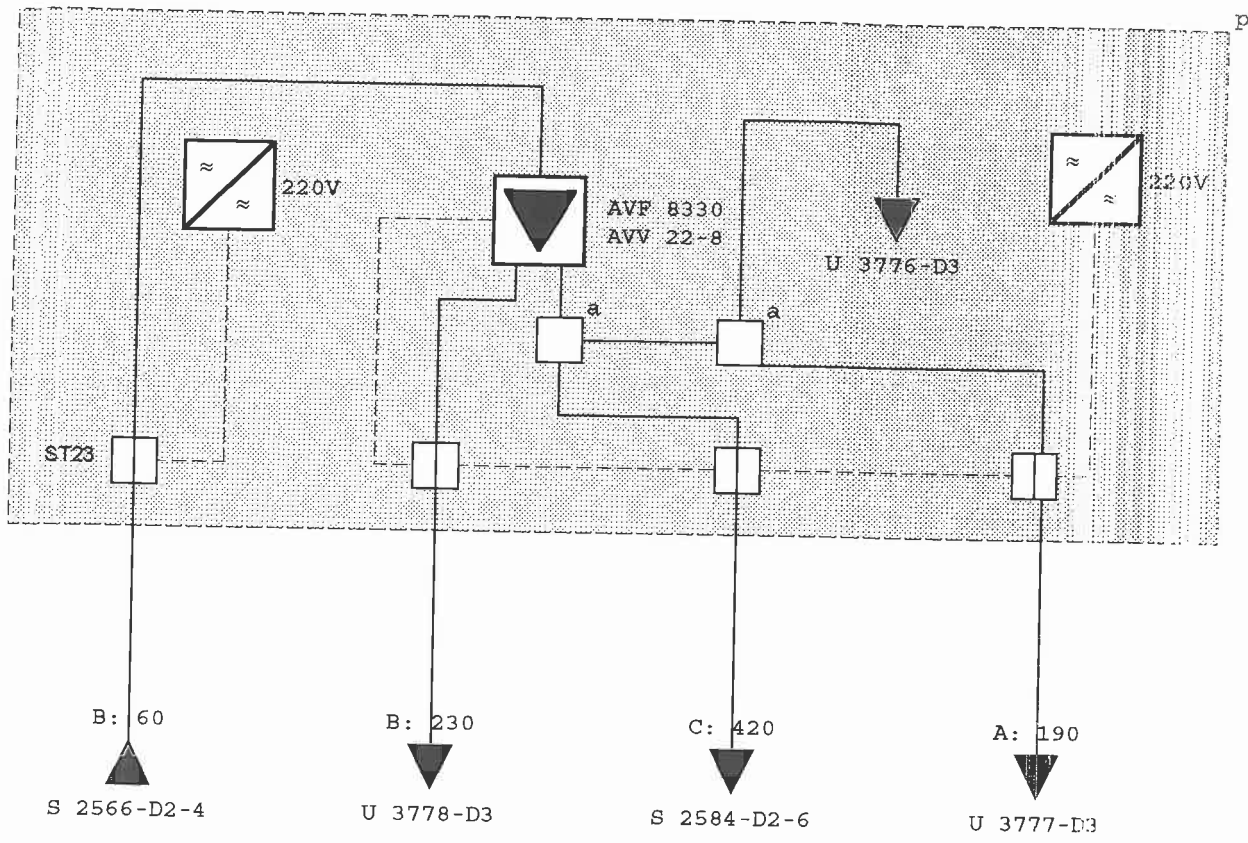 p
220V
AVF 8330
AVV 22-8
220V
U 3776-D3
a
a
ST23
B: 60
B: 230
C: 420
A: 190
S 2566-D2-4
U 3778-D3
S 2584-D2-6
U 3777-D3